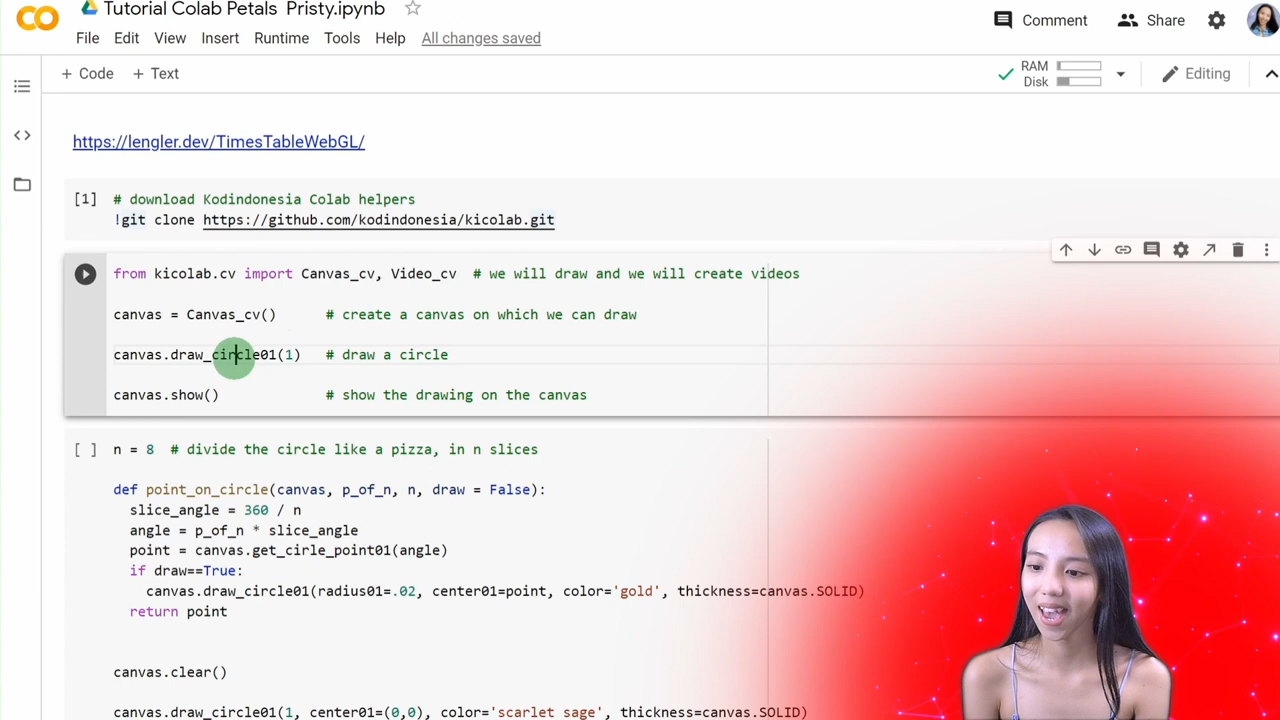 Tutorial Colab Petals Pristy.ipynb
File Edit View Insert Runtime Tools Help All changes saved
Comment Share
+ Code + Text
RAM
Disk
Editing
https://lengler.dev/TimesTableWebGL/
[1] # download Kodindonesia Colab helpers
!git clone https://github.com/kodindonesia/kicolab.git
from kicolab.cv import Canvas_cv, Video_cv # we will draw and we will create videos
canvas = Canvas_cv() # create a canvas on which we can draw
canvas.draw_circle01(1) # draw a circle
canvas.show() # show the drawing on the canvas
[ ] n = 8 # divide the circle like a pizza, in n slices
def point_on_circle(canvas, p_of_n, n, draw = False):
slice_angle = 360 / n
angle = p_of_n * slice_angle
point = canvas.get_cirle_point01(angle)
if draw==True:
canvas.draw_circle01(radius01=.02, center01=point, color='gold', thickness=canvas.SOLID)
return point
canvas.clear()
canvas.draw_circle01(1, center01=(0,0), color='scarlet sage', thickness=canvas.SOLID)